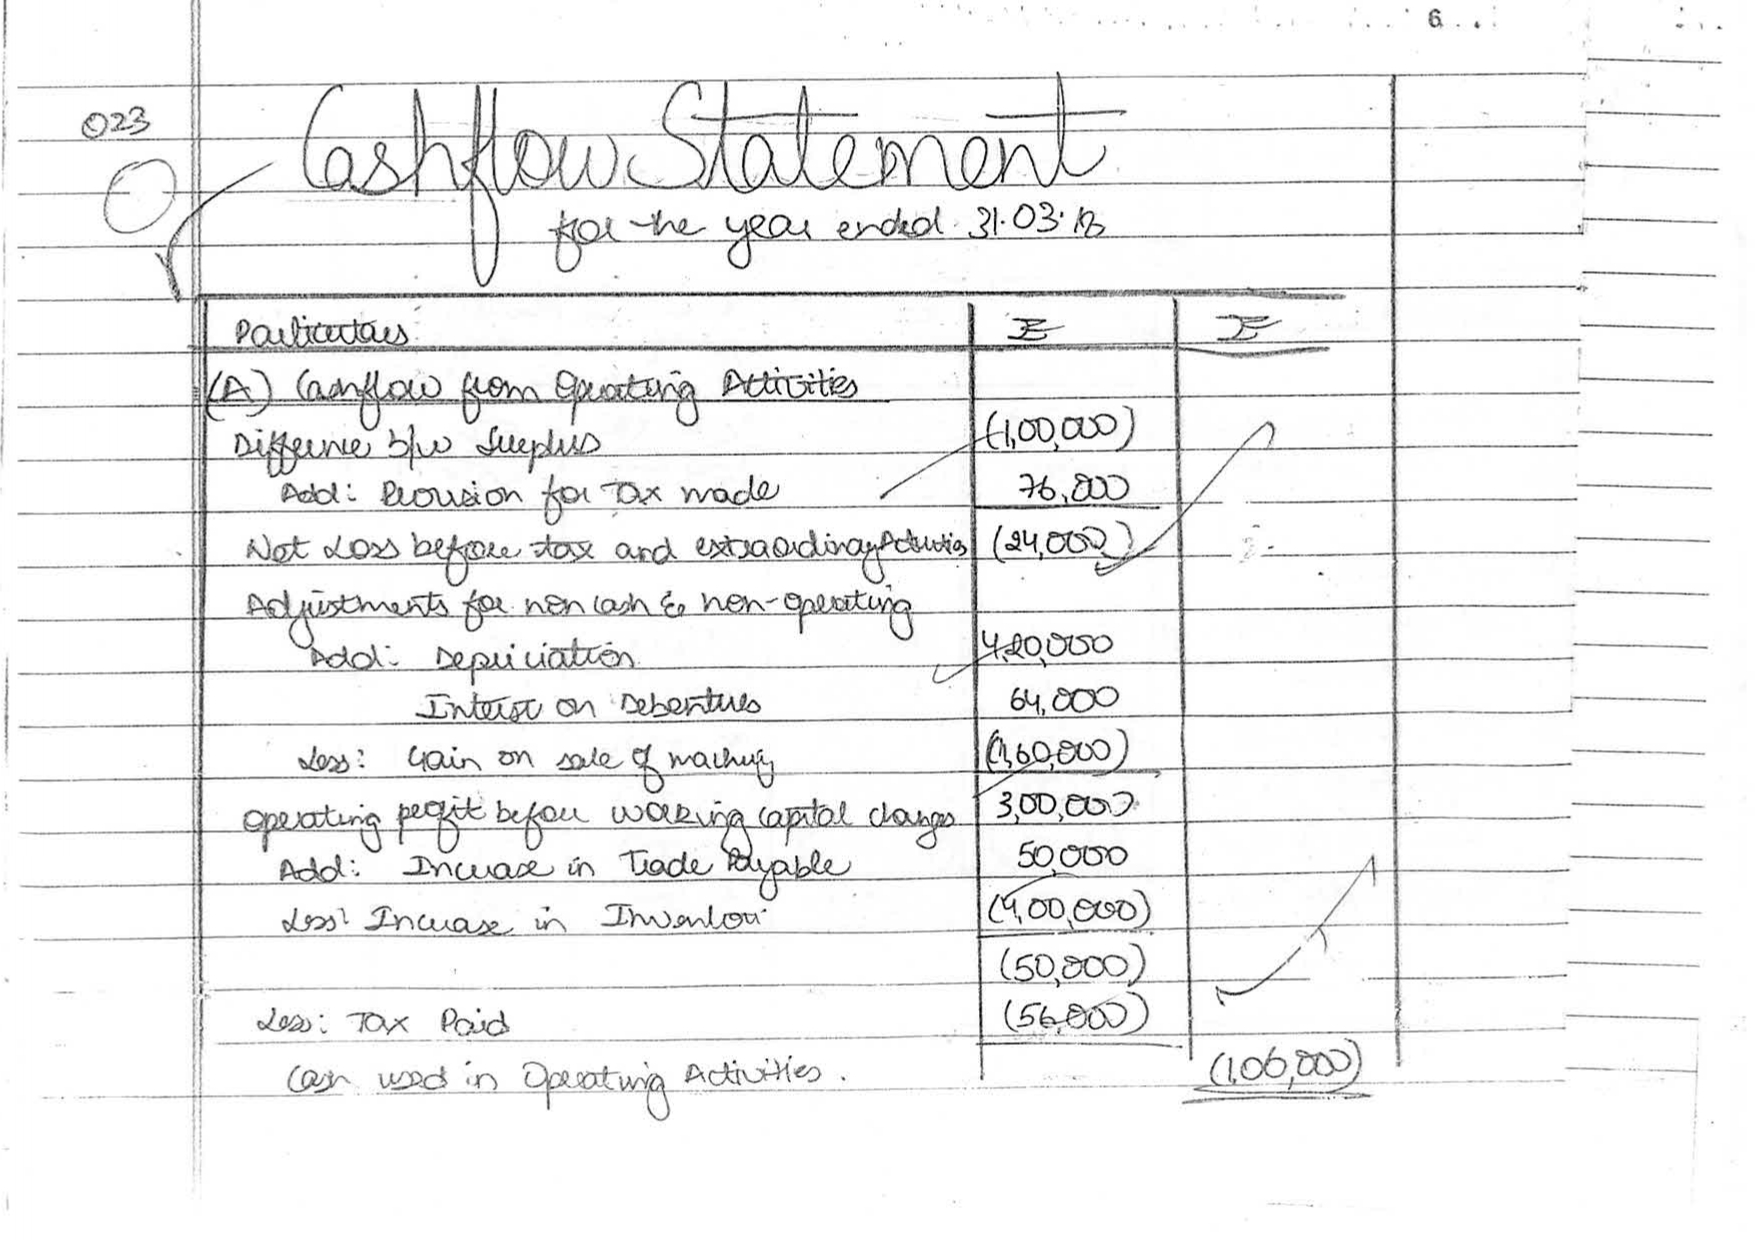 6
023
Cashflow Statement
for the year ended 31.03.18
Particulars ₹ ₹
(A) Cashflow from Operating Activities
Differnce b/w Surplus (1,00,000)
Add: Provision for Tax made 76,000
Net Loss before tax and extraordinary Activities (24,000)
Adjustments for non cash & non-operating
Add: Depriciation 4,20,000
Interest on Debentures 64,000
Less: Gain on sale of machinery (1,60,000)
Operating profit before working capital changes 3,00,000
Add: Increase in Trade Payable 50,000
Less: Increase in Inventori (4,00,000)
(50,000)
Less: Tax Paid (56,000)
Cash used in Operating Activities. (1,06,000)